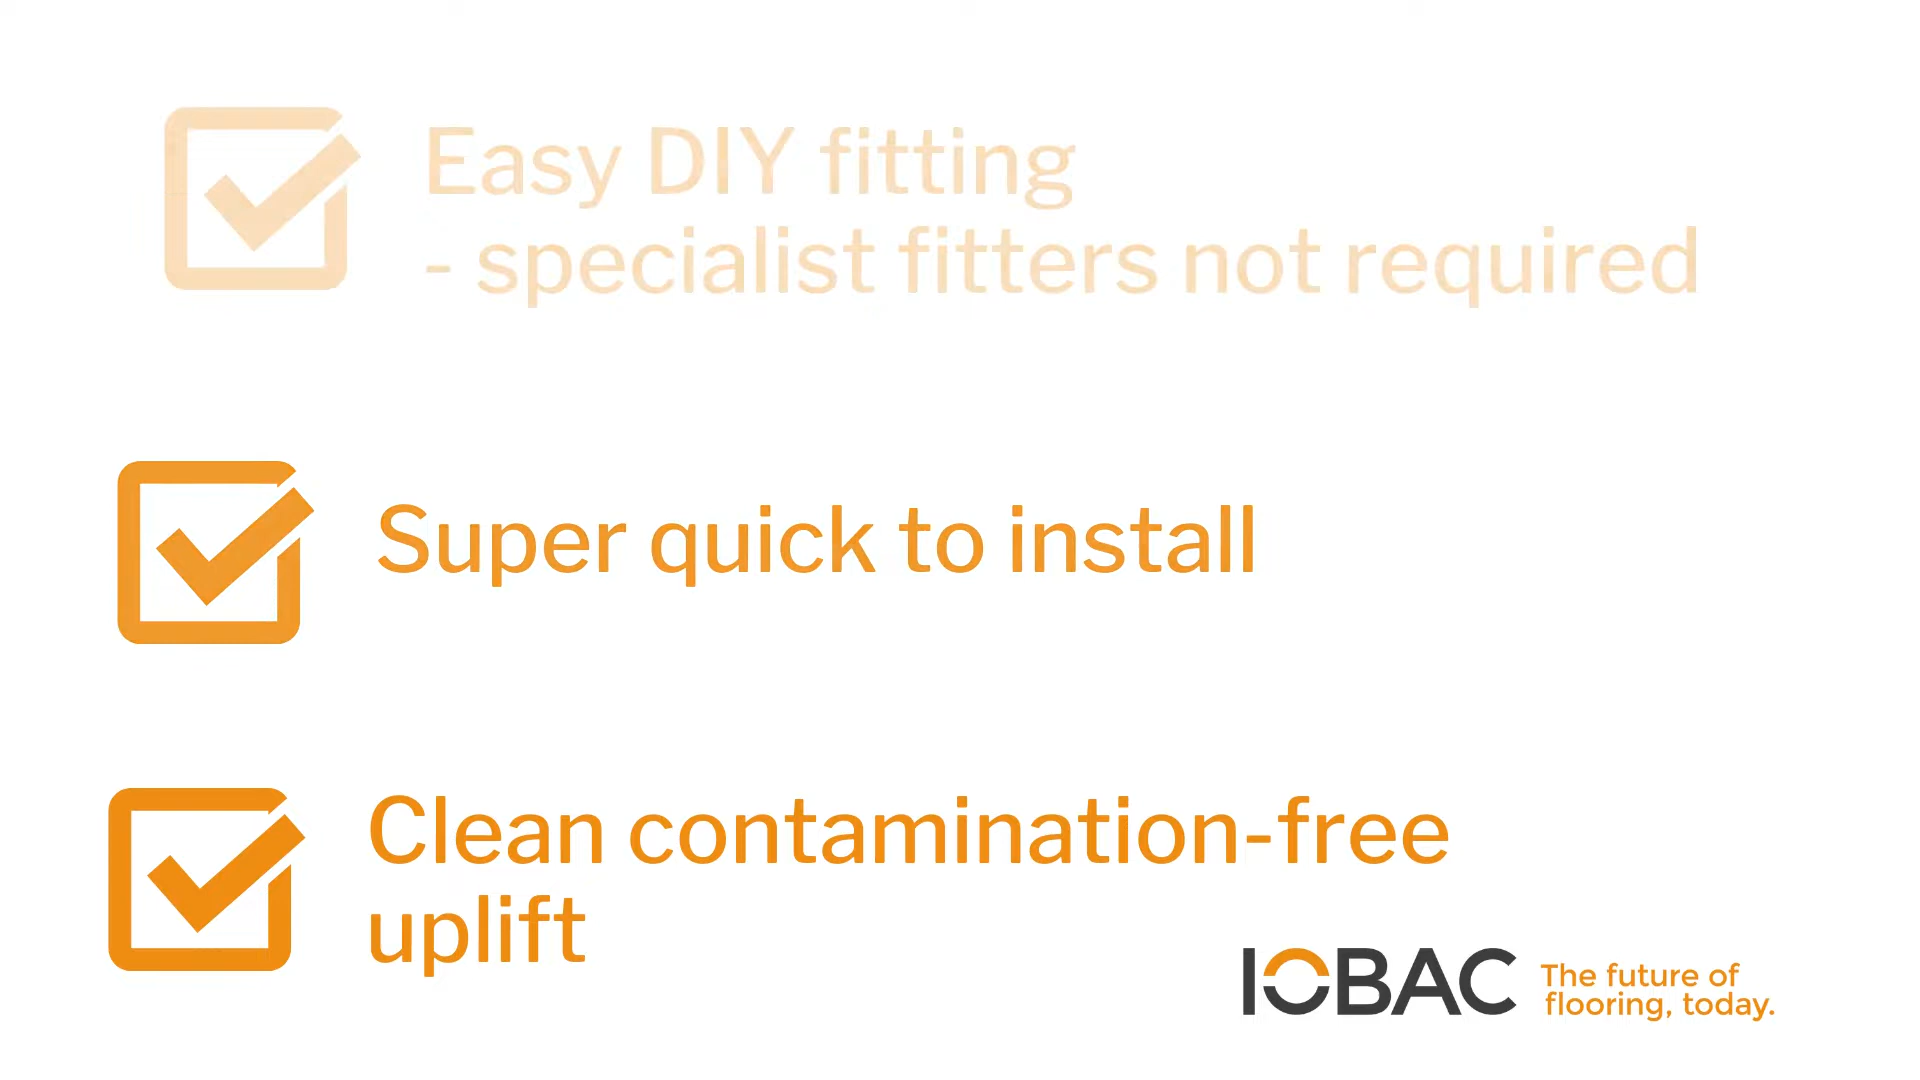 Easy DIY fitting
- specialist fitters not required
Super quick to install
Clean contamination-free
uplift
IOBAC
The future of
flooring, today.